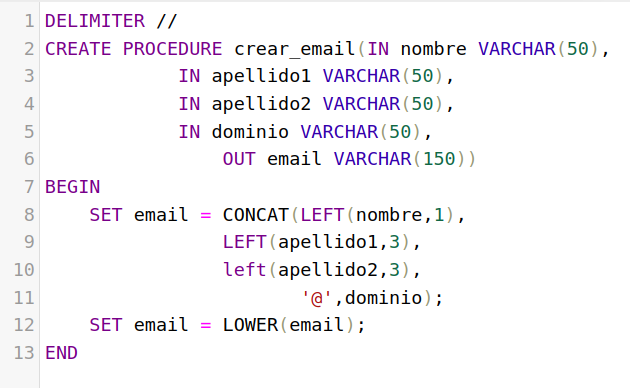 1 DELIMITER //
2 CREATE PROCEDURE crear_email(IN nombre VARCHAR(50),
3 IN apellido1 VARCHAR(50),
4 IN apellido2 VARCHAR(50),
5 IN dominio VARCHAR(50),
6 OUT email VARCHAR(150))
7 BEGIN
8 SET email = CONCAT(LEFT(nombre,1),
9 LEFT(apellido1,3),
10 left(apellido2,3),
11 '@',dominio);
12 SET email = LOWER(email);
13 END